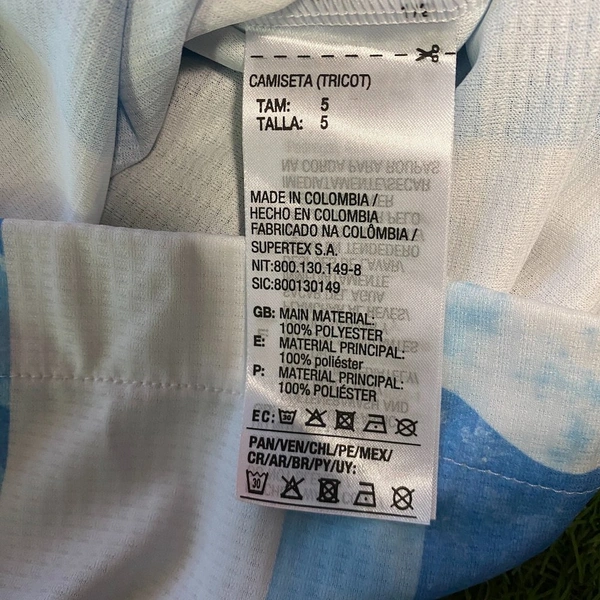 CAMISETA (TRICOT)
TAM: 5
TALLA: 5
MADE IN COLOMBIA /
HECHO EN COLOMBIA
FABRICADO NA COLÔMBIA /
SUPERTEX S.A.
NIT:800.130.149-8
SIC:800130149
GB: MAIN MATERIAL:
100% POLYESTER
E: MATERIAL PRINCIPAL:
100% poliéster
P: MATERIAL PRINCIPAL:
100% POLIÉSTER
EC: 30
PAN/VEN/CHL/PE/MEX/
CR/AR/BR/PY/UY:
30